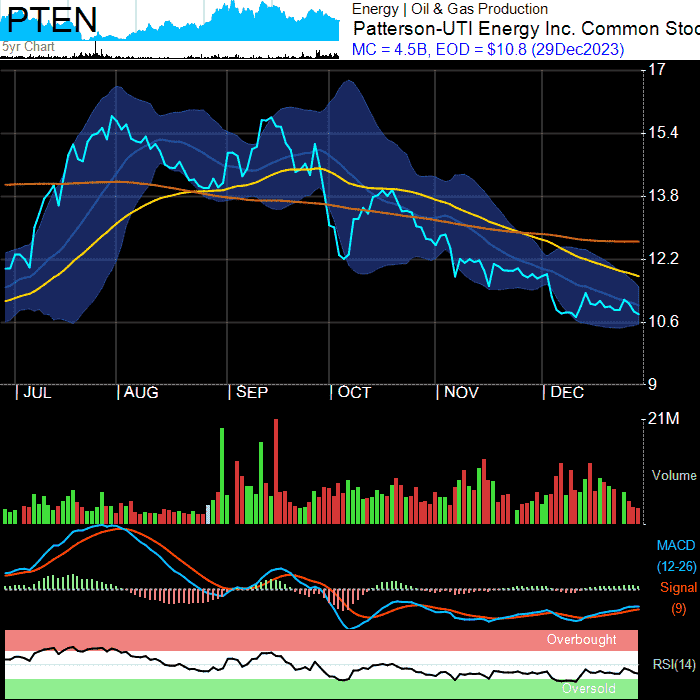 PTEN
5yr Chart
Energy | Oil & Gas Production
Patterson-UTI Energy Inc. Common Stoc
MC = 4.5B, EOD = $10.8 (29Dec2023)
17
15.4
13.8
12.2
10.6
9
| JUL | AUG | SEP | OCT | NOV | DEC
21M
Volume
MACD
(12-26)
Signal
(9)
Overbought
RSI(14)
Oversold